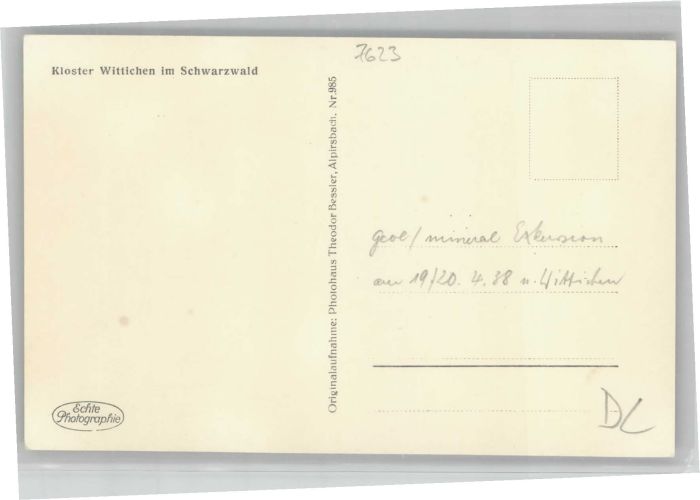 7623
Kloster Wittichen im Schwarzwald
Originalaufnahme: Photohaus Theodor Bessler, Alpirsbach. Nr.985
geol/mineral Exkursion
am 19/20. 4.38 n. Wittichen
Echte
Photographie
DL